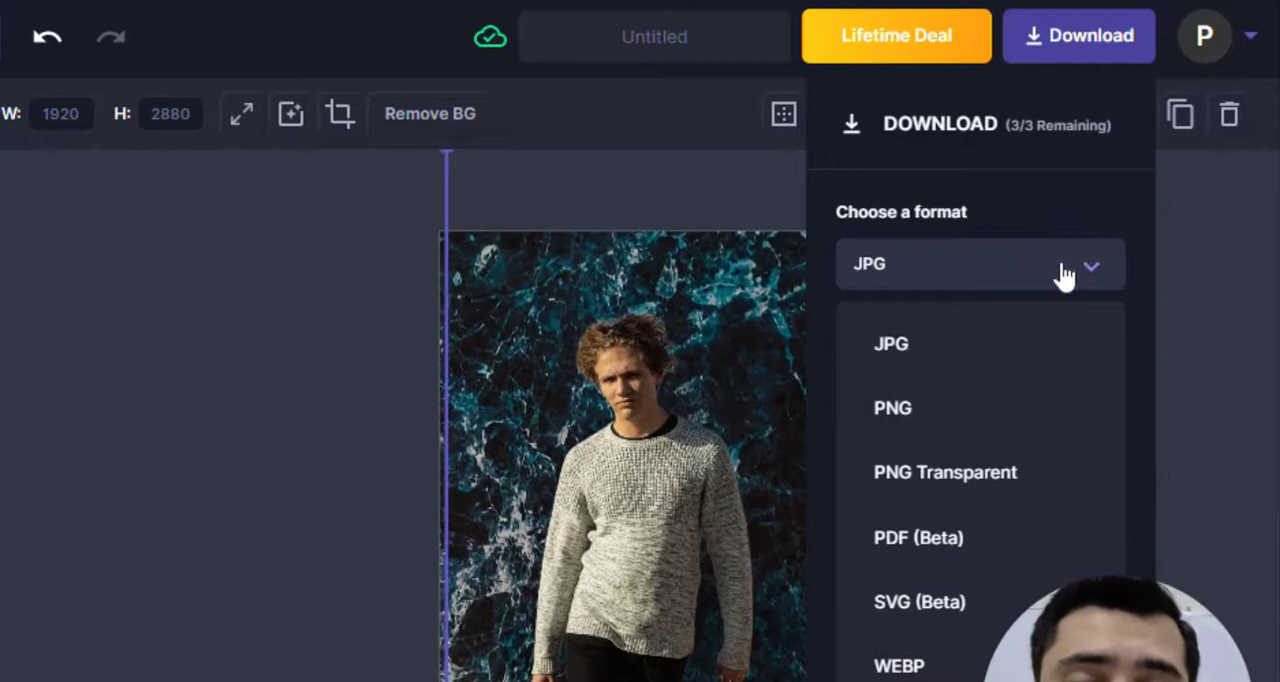 Untitled
Lifetime Deal
Download
P
W: 1920 H: 2880
Remove BG
DOWNLOAD (3/3 Remaining)
Choose a format
JPG
JPG
PNG
PNG Transparent
PDF (Beta)
SVG (Beta)
WEBP